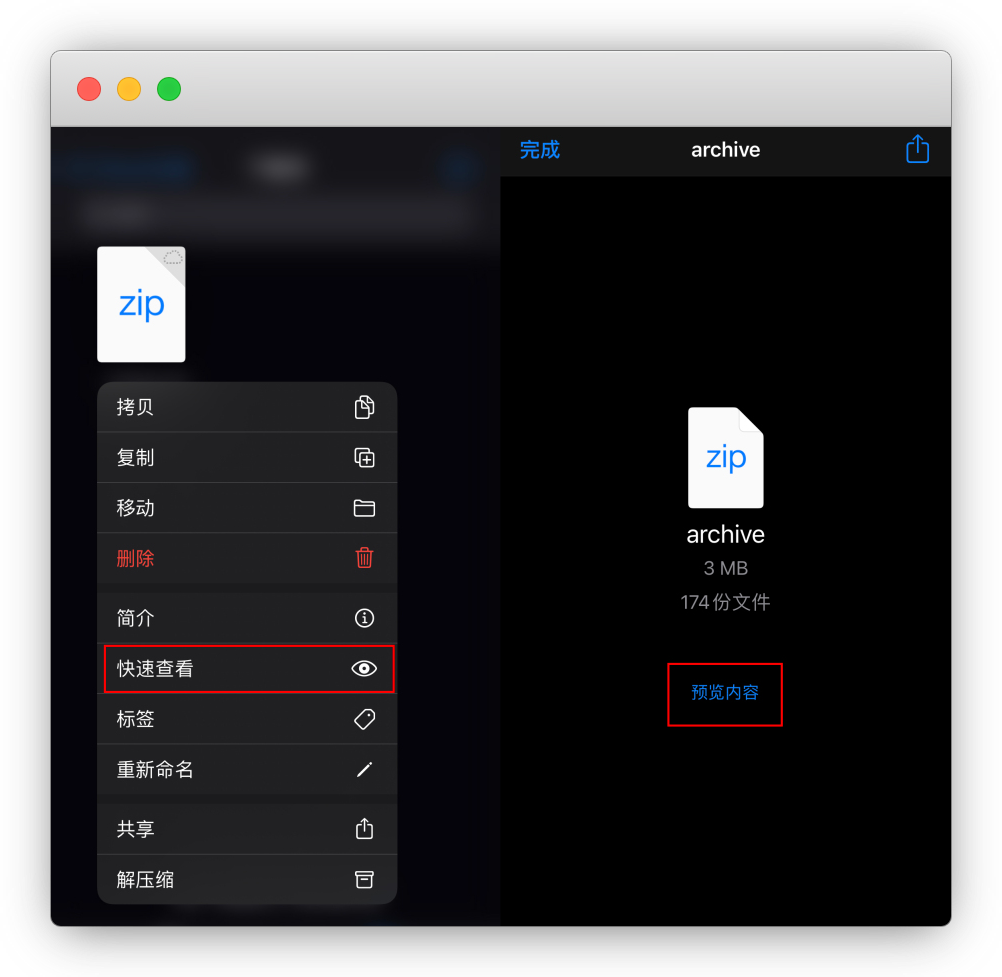 zip
拷贝
复制
移动
删除
简介
快速查看
标签
重新命名
共享
解压缩
完成
archive
zip
archive
3 MB
174 份文件
预览内容